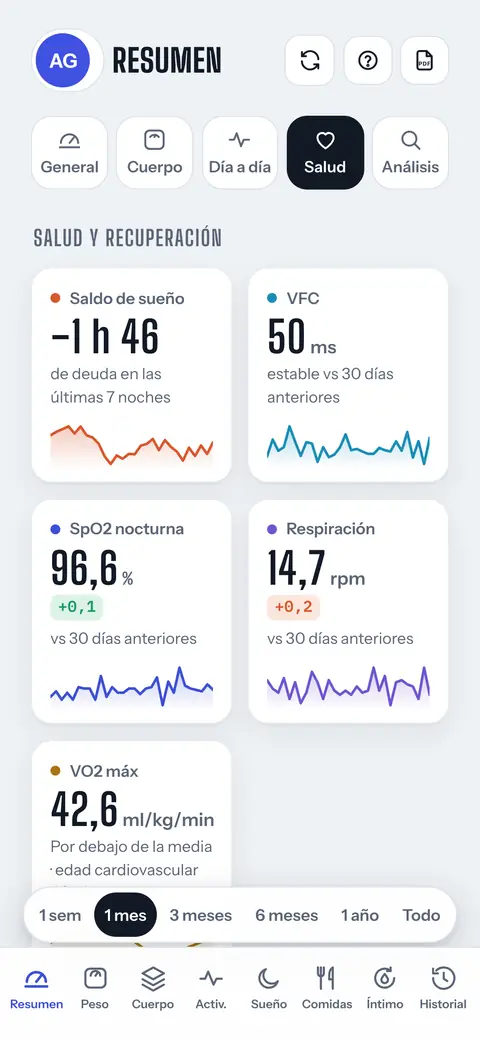 AG
RESUMEN
PDF
General
Cuerpo
Día a día
Salud
Análisis
SALUD Y RECUPERACIÓN
Saldo de sueño
−1 h 46
de deuda en las
últimas 7 noches
VFC
50 ms
estable vs 30 días
anteriores
SpO2 nocturna
96,6 %
+0,1
vs 30 días anteriores
Respiración
14,7 rpm
+0,2
vs 30 días anteriores
VO2 máx
42,6 ml/kg/min
Por debajo de la media
· edad cardiovascular
1 sem
1 mes
3 meses
6 meses
1 año
Todo
Resumen
Peso
Cuerpo
Activ.
Sueño
Comidas
Íntimo
Historial